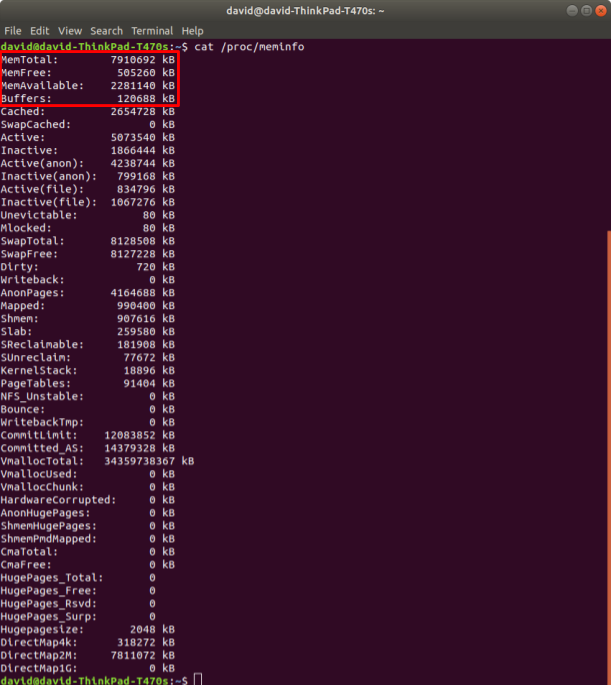 david@david-ThinkPad-T470s: ~
File Edit View Search Terminal Help
david@david-ThinkPad-T470s:~$ cat /proc/meminfo
MemTotal: 7910692 kB
MemFree: 505260 kB
MemAvailable: 2281140 kB
Buffers: 120688 kB
Cached: 2654728 kB
SwapCached: 0 kB
Active: 5073540 kB
Inactive: 1866444 kB
Active(anon): 4238744 kB
Inactive(anon): 799168 kB
Active(file): 834796 kB
Inactive(file): 1067276 kB
Unevictable: 80 kB
Mlocked: 80 kB
SwapTotal: 8128508 kB
SwapFree: 8127228 kB
Dirty: 720 kB
Writeback: 0 kB
AnonPages: 4164688 kB
Mapped: 990400 kB
Shmem: 907616 kB
Slab: 259580 kB
SReclaimable: 181908 kB
SUnreclaim: 77672 kB
KernelStack: 18896 kB
PageTables: 91404 kB
NFS_Unstable: 0 kB
Bounce: 0 kB
WritebackTmp: 0 kB
CommitLimit: 12083852 kB
Committed_AS: 14379328 kB
VmallocTotal: 34359738367 kB
VmallocUsed: 0 kB
VmallocChunk: 0 kB
HardwareCorrupted: 0 kB
AnonHugePages: 0 kB
ShmemHugePages: 0 kB
ShmemPmdMapped: 0 kB
CmaTotal: 0 kB
CmaFree: 0 kB
HugePages_Total: 0
HugePages_Free: 0
HugePages_Rsvd: 0
HugePages_Surp: 0
Hugepagesize: 2048 kB
DirectMap4k: 318272 kB
DirectMap2M: 7811072 kB
DirectMap1G: 0 kB
david@david-ThinkPad-T470s:~$